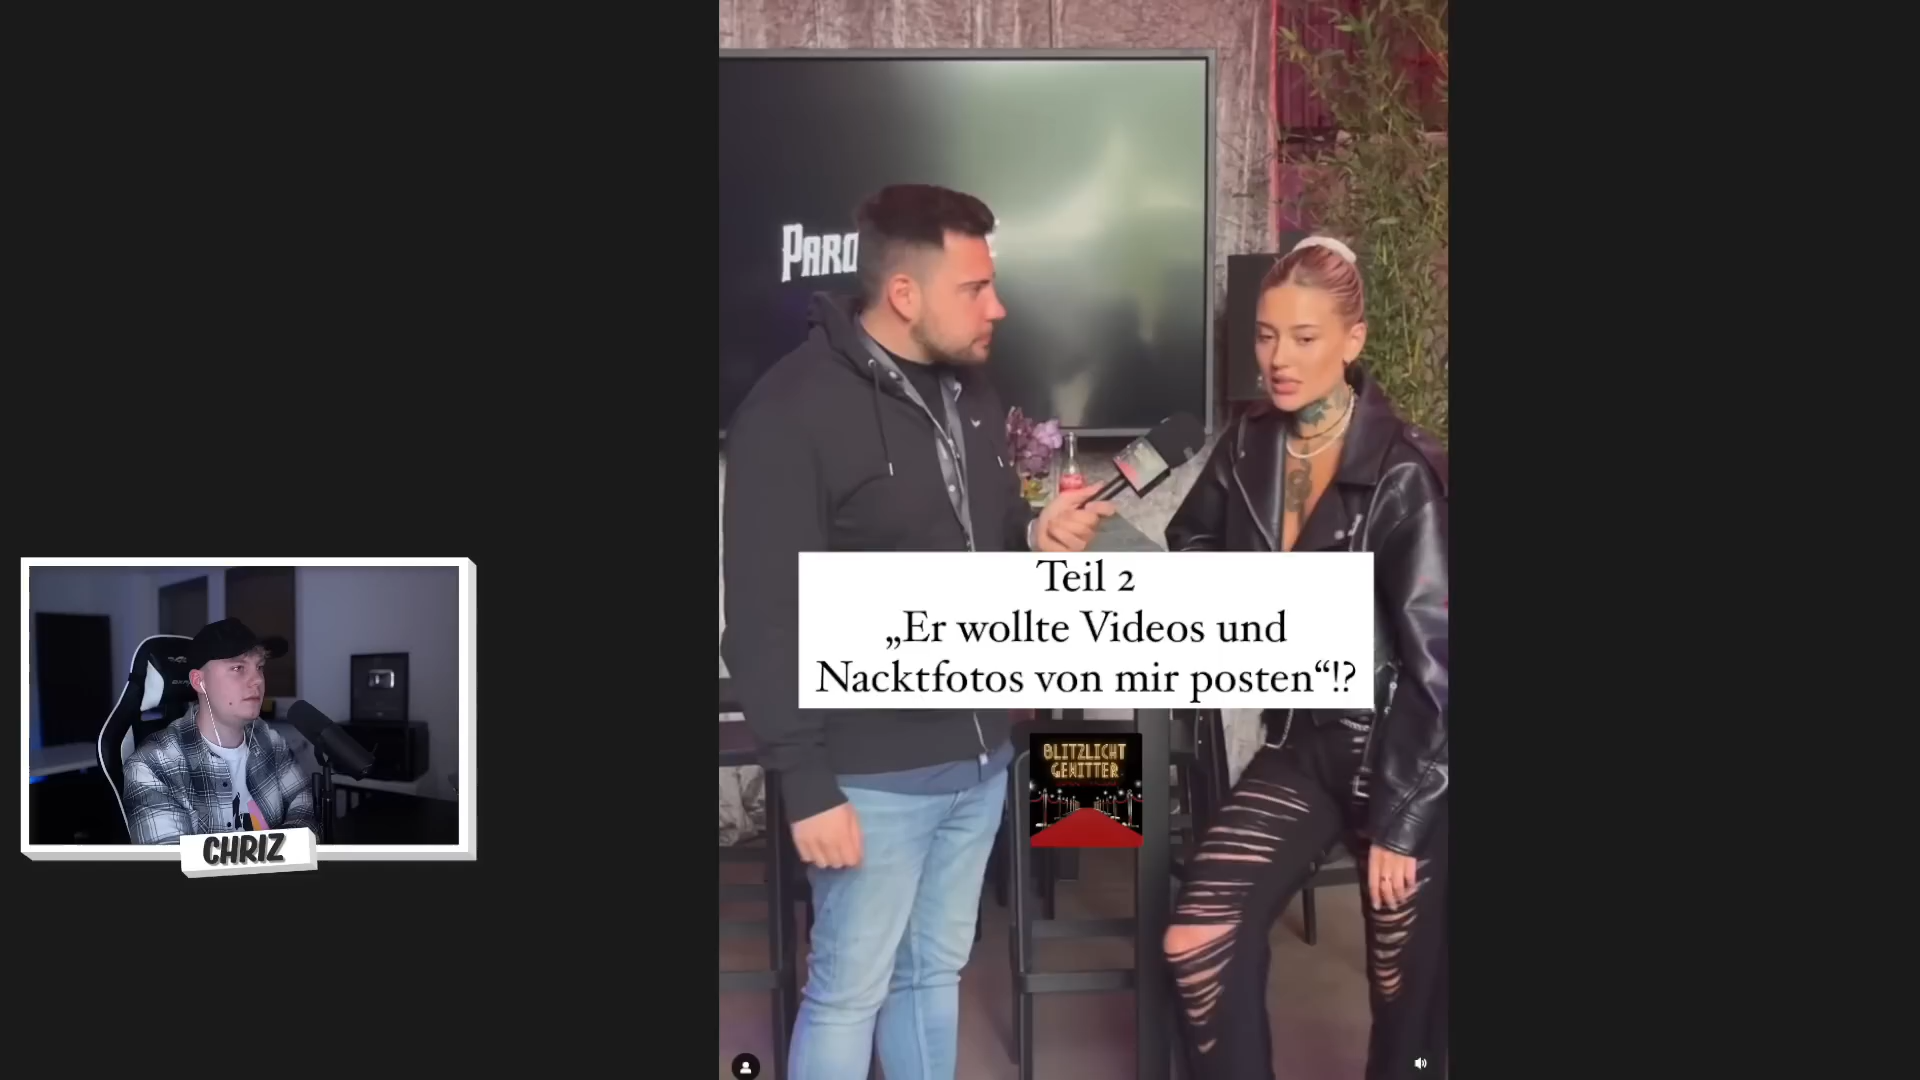 PARO
Teil 2
„Er wollte Videos und
Nacktfotos von mir posten“!?
BLITZLICHT
GEWITTER
CHRIZ